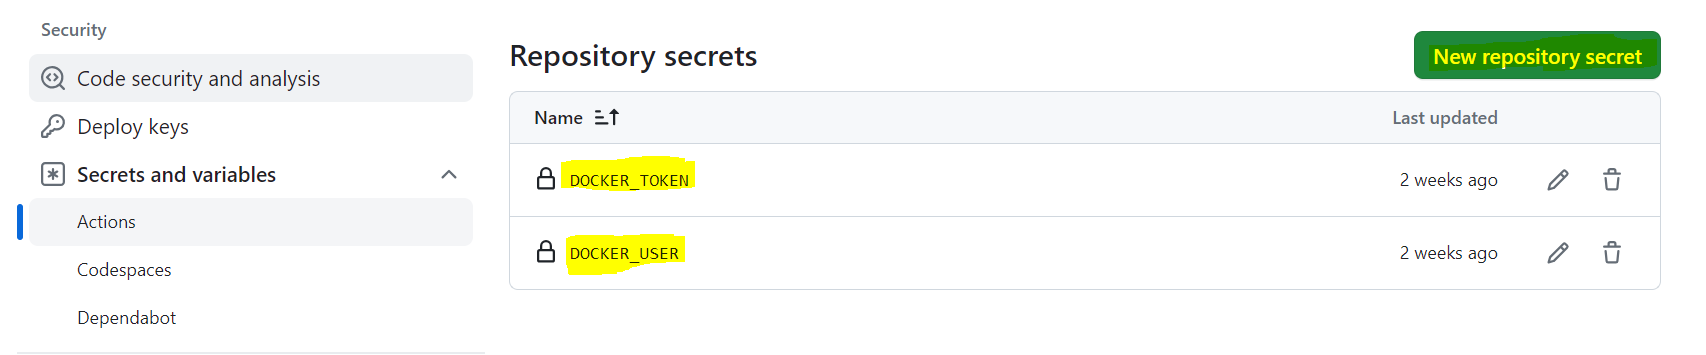 Security
Code security and analysis
Deploy keys
Secrets and variables
Actions
Codespaces
Dependabot
Repository secrets
New repository secret
Name
Last updated
DOCKER_TOKEN
2 weeks ago
DOCKER_USER
2 weeks ago